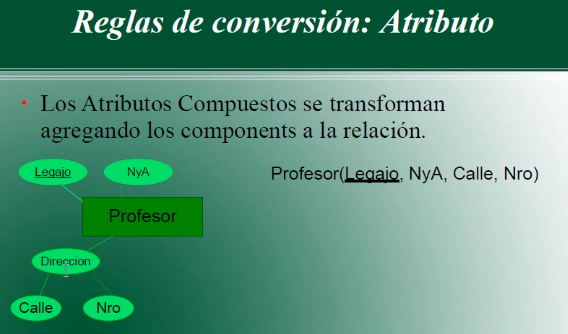 Reglas de conversión: Atributo
• Los Atributos Compuestos se transforman
agregando los components a la relación.
Legajo
NyA
Profesor(Legajo, NyA, Calle, Nro)
Profesor
Direccion
Calle
Nro